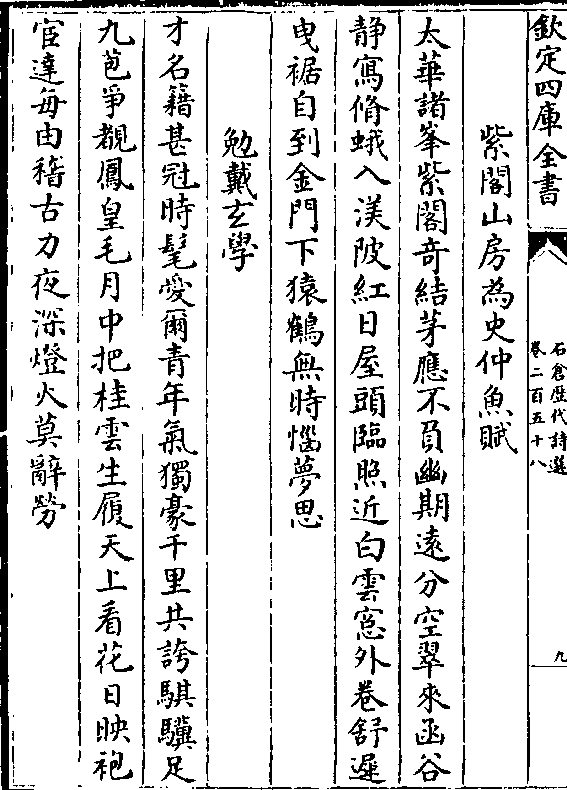 欽定四庫全書
石倉歷代詩選
卷二百五十八
九
紫閣山房為史仲魚賦
太華諸峯紫閣奇結茅應不負幽期遠分空翠來函谷
静寫脩蛾入渼陂紅日屋頭臨照近白雲窓外卷舒遲
曳裾自到金門下猿鶴無時惱夢思
勉戴玄學
才名籍甚冠時髦愛爾青年氣獨豪千里共誇騏驥足
九苞爭覩鳳皇毛月中把桂雲生履天上看花日映袍
宦達每由稽古力夜深燈火莫辭勞